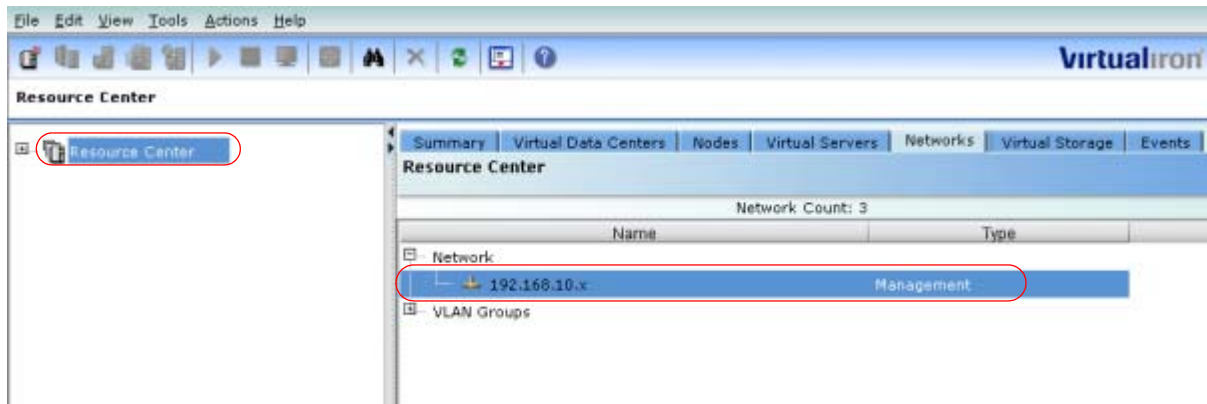 File Edit View Tools Actions Help
Virtualiron
Resource Center
Resource Center
Summary Virtual Data Centers Nodes Virtual Servers Networks Virtual Storage Events
Resource Center
Network Count: 3
Name Type
Network
192.168.10.x Management
VLAN Groups